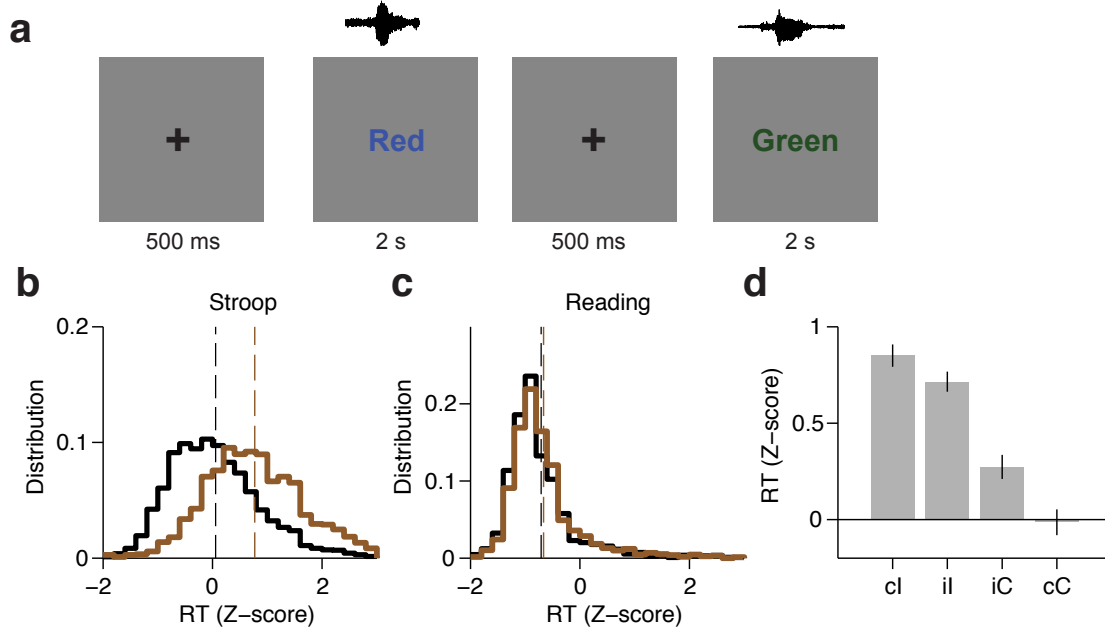 a
+ Red + Green
500 ms 2 s 500 ms 2 s
b c d
Stroop Reading
0.2
0.1
0
Distribution
−2 0 2
RT (Z−score)
0.2
0.1
0
Distribution
−2 0 2
RT (Z−score)
1
0.5
0
RT (Z−score)
cI iI iC cC